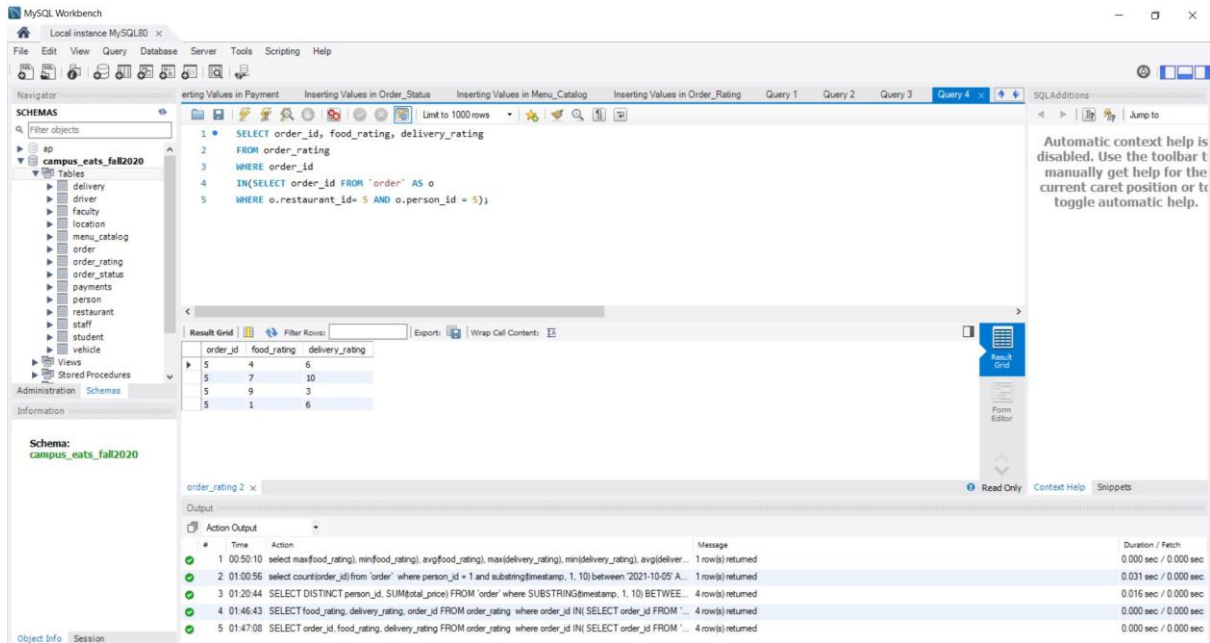 MySQL Workbench
Local instance MySQL80
File Edit View Query Database Server Tools Scripting Help
Navigator
SCHEMAS
Filter objects
ap
campus_eats_fall2020
Tables
delivery
driver
faculty
location
menu_catalog
order
order_rating
order_status
payments
person
restaurant
staff
student
vehicle
Views
Stored Procedures
Administration Schemas
Information
Schema:
campus_eats_fall2020
Object Info Session
erting Values in Payment Inserting Values in Order_Status Inserting Values in Menu_Catalog Inserting Values in Order_Rating Query 1 Query 2 Query 3 Query 4
Limit to 1000 rows
1 SELECT order_id, food_rating, delivery_rating
2 FROM order_rating
3 WHERE order_id
4 IN(SELECT order_id FROM `order` AS o
5 WHERE o.restaurant_id= 5 AND o.person_id = 5);
Result Grid Filter Rows: Export: Wrap Cell Content:
order_id food_rating delivery_rating
5 4 6
5 7 10
5 9 3
5 1 6
Result
Grid
Form
Editor
order_rating 2 Read Only
Output
Action Output
# Time Action Message Duration / Fetch
1 00:50:10 select max(food_rating), min(food_rating), avg(food_rating), max(delivery_rating), min(delivery_rating), avg(deliver... 1 row(s) returned 0.000 sec / 0.000 sec
2 01:00:56 select count(order_id) from `order` where person_id = 1 and substring(timestamp, 1, 10) between '2021-10-05' A... 1 row(s) returned 0.031 sec / 0.000 sec
3 01:20:44 SELECT DISTINCT person_id, SUM(total_price) FROM `order` where SUBSTRING(timestamp, 1, 10) BETWEE... 4 row(s) returned 0.016 sec / 0.000 sec
4 01:46:43 SELECT food_rating, delivery_rating, order_id FROM order_rating where order_id IN( SELECT order_id FROM `... 4 row(s) returned 0.000 sec / 0.000 sec
5 01:47:08 SELECT order_id, food_rating, delivery_rating FROM order_rating where order_id IN( SELECT order_id FROM `... 4 row(s) returned 0.000 sec / 0.000 sec
SQLAdditions
Jump to
Automatic context help is
disabled. Use the toolbar t
manually get help for the
current caret position or to
toggle automatic help.
Context Help Snippets